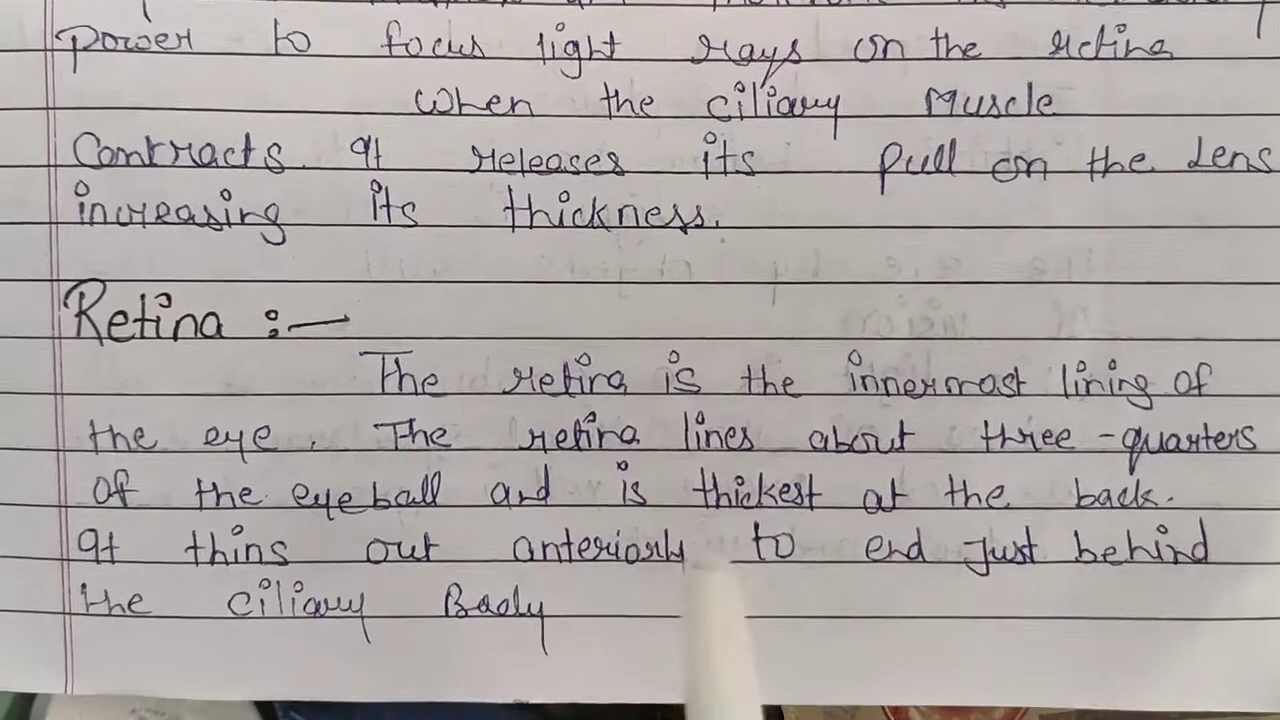 power to focus light rays on the retina
when the ciliary Muscle
Contracts. It releases its pull on the Lens
increasing its thickness.
Retina :—
The retina is the innermost lining of
the eye. The retina lines about three-quarters
of the eyeball and is thickest at the back.
It thins out anteriorly to end Just behind
the ciliary Body